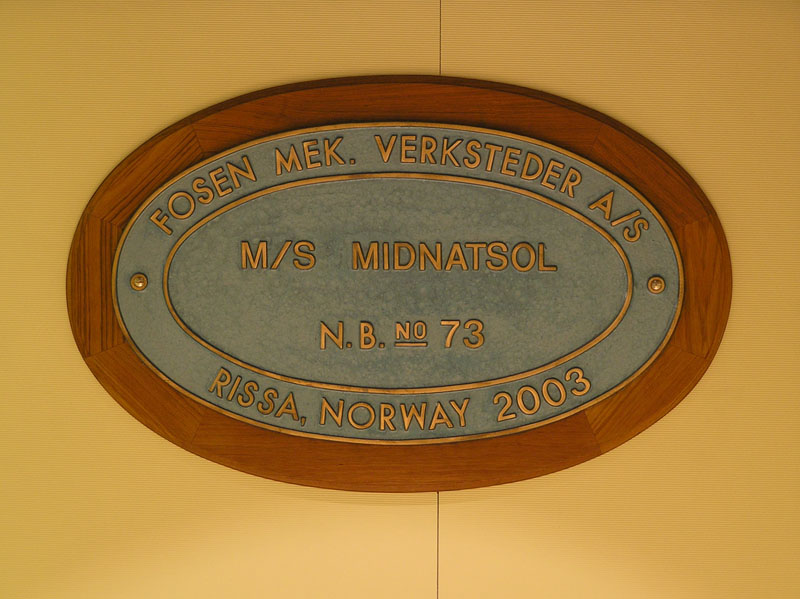 FOSEN MEK. VERKSTEDER A/S
M/S MIDNATSOL
N.B. NO 73
RISSA, NORWAY 2003